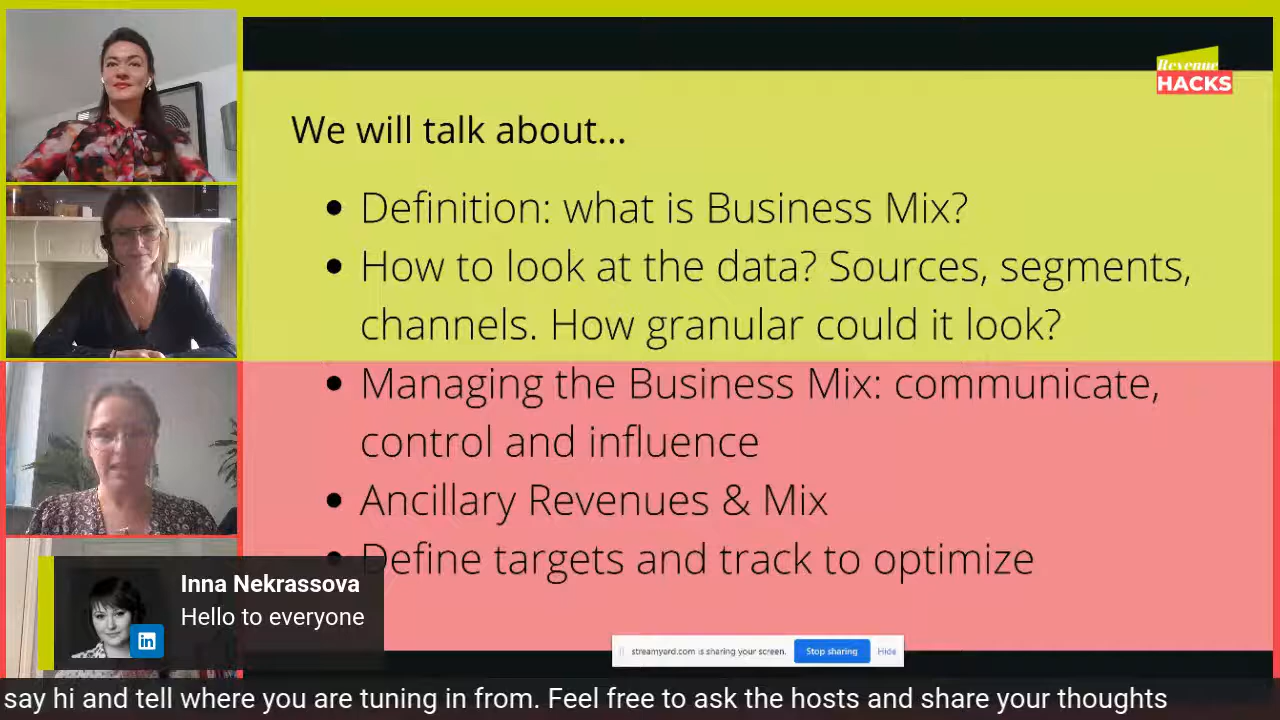 Revenue
HACKS
We will talk about...
• Definition: what is Business Mix?
• How to look at the data? Sources, segments,
channels. How granular could it look?
• Managing the Business Mix: communicate,
control and influence
• Ancillary Revenues & Mix
• Define targets and track to optimize
Inna Nekrassova
Hello to everyone
in
streamyard.com is sharing your screen.
Stop sharing
Hide
say hi and tell where you are tuning in from. Feel free to ask the hosts and share your thoughts